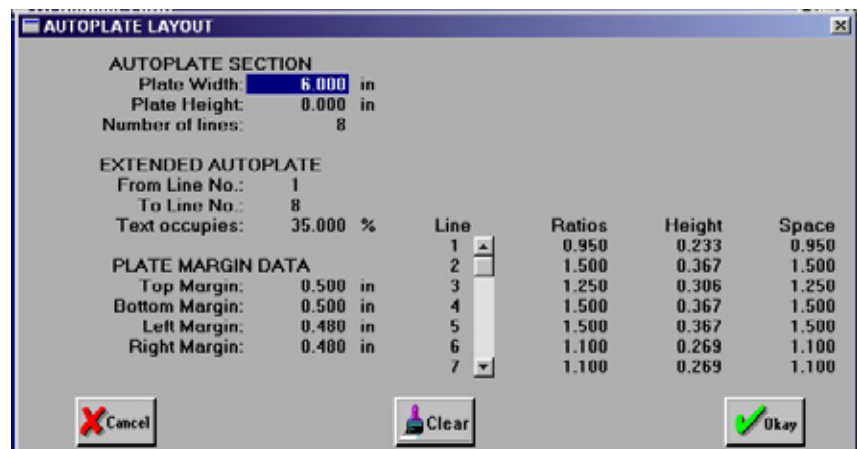 AUTOPLATE LAYOUT
AUTOPLATE SECTION
Plate Width: 6.000 in
Plate Height: 8.000 in
Number of lines: 8
EXTENDED AUTOPLATE
From Line No.: 1
To Line No.: 8
Text occupies: 35.000 %
PLATE MARGIN DATA
Top Margin: 0.500 in
Bottom Margin: 0.500 in
Left Margin: 0.480 in
Right Margin: 0.480 in
Line Ratios Height Space
1 0.950 0.233 0.950
2 1.500 0.367 1.500
3 1.250 0.306 1.250
4 1.500 0.367 1.500
5 1.500 0.367 1.500
6 1.100 0.269 1.100
7 1.100 0.269 1.100
Cancel
Clear
Okay